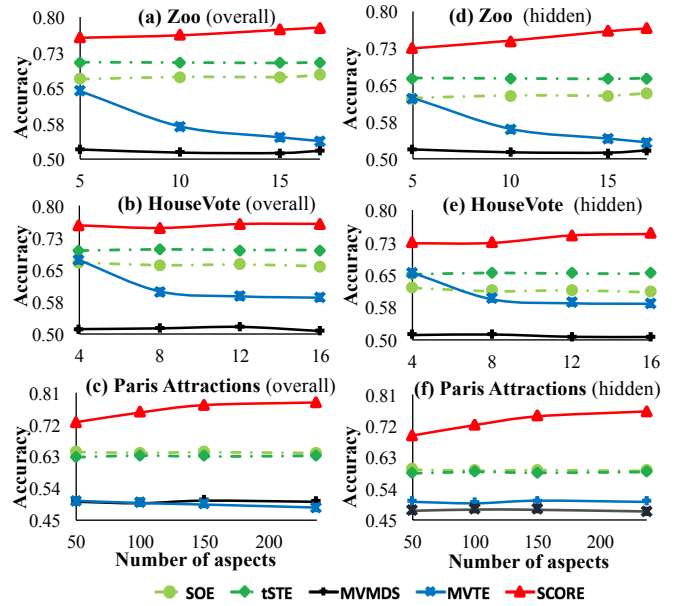 (a) Zoo (overall)
Accuracy
0.80
0.73
0.65
0.58
0.50
5 10 15
(d) Zoo (hidden)
Accuracy
0.80
0.73
0.65
0.58
0.50
5 10 15
(b) HouseVote (overall)
Accuracy
0.80
0.73
0.65
0.58
0.50
4 8 12 16
(e) HouseVote (hidden)
Accuracy
0.80
0.73
0.65
0.58
0.50
4 8 12 16
(c) Paris Attractions (overall)
Accuracy
0.81
0.72
0.63
0.54
0.45
50 100 150 200
Number of aspects
(f) Paris Attractions (hidden)
Accuracy
0.81
0.72
0.63
0.54
0.45
50 100 150 200
Number of aspects
SOE tSTE MVMDS MVTE SCORE